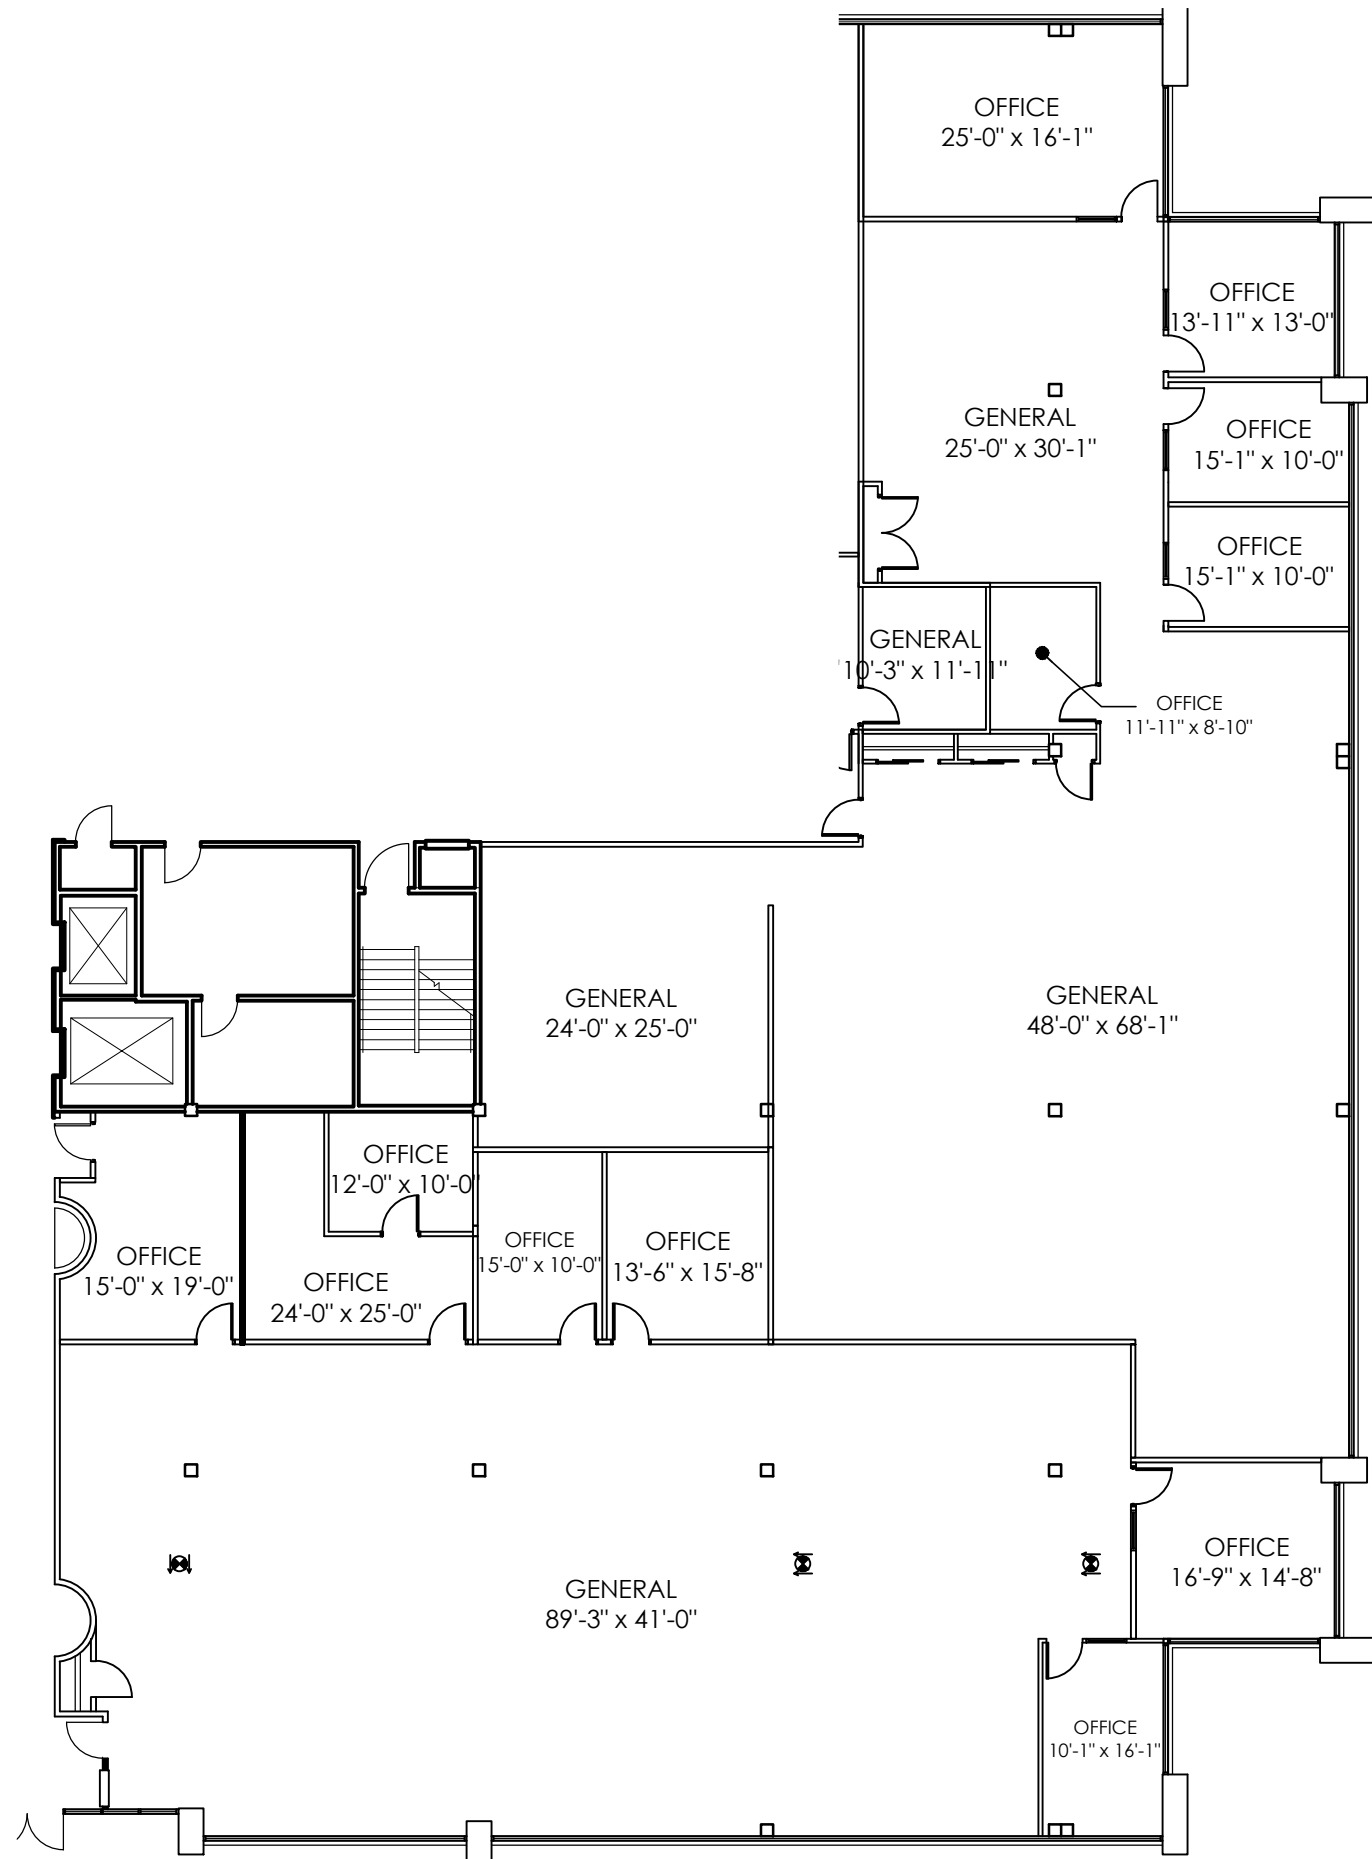 OFFICE
25'-0" x 16'-1"
OFFICE
13'-11" x 13'-0"
GENERAL
25'-0" x 30'-1"
OFFICE
15'-1" x 10'-0"
OFFICE
15'-1" x 10'-0"
GENERAL
10'-3" x 11'-11"
OFFICE
11'-11" x 8'-10"
GENERAL
24'-0" x 25'-0"
GENERAL
48'-0" x 68'-1"
OFFICE
12'-0" x 10'-0"
OFFICE
15'-0" x 19'-0"
OFFICE
24'-0" x 25'-0"
OFFICE
15'-0" x 10'-0"
OFFICE
13'-6" x 15'-8"
GENERAL
89'-3" x 41'-0"
OFFICE
16'-9" x 14'-8"
OFFICE
10'-1" x 16'-1"